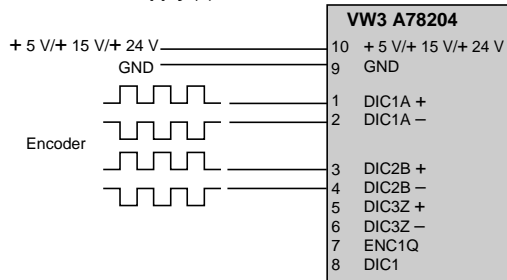 VW3 A78204
+ 5 V/+ 15 V/+ 24 V 10 + 5 V/+ 15 V/+ 24 V
GND 9 GND
1 DIC1A +
2 DIC1A −
Encoder
3 DIC2B +
4 DIC2B −
5 DIC3Z +
6 DIC3Z −
7 ENC1Q
8 DIC1